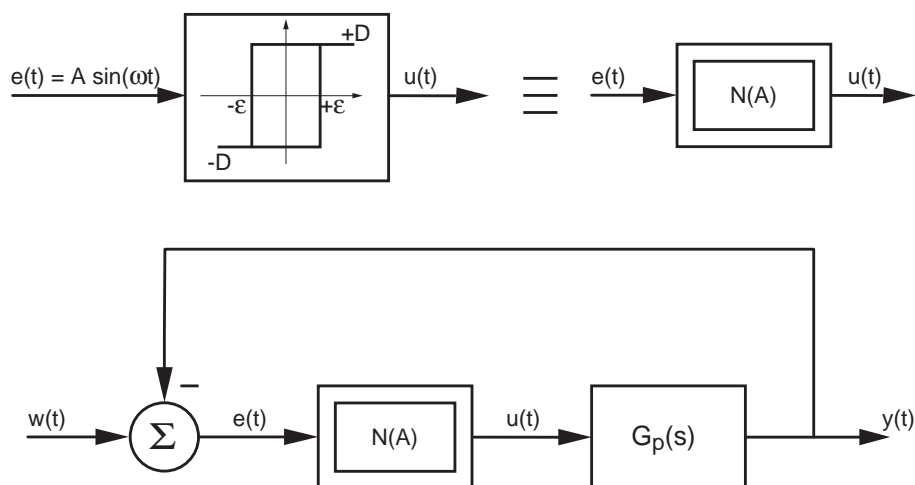 e(t) = A sin(ωt)
+D
-ε
+ε
-D
u(t)
e(t)
N(A)
u(t)
w(t)
Σ
e(t)
N(A)
u(t)
Gp(s)
y(t)